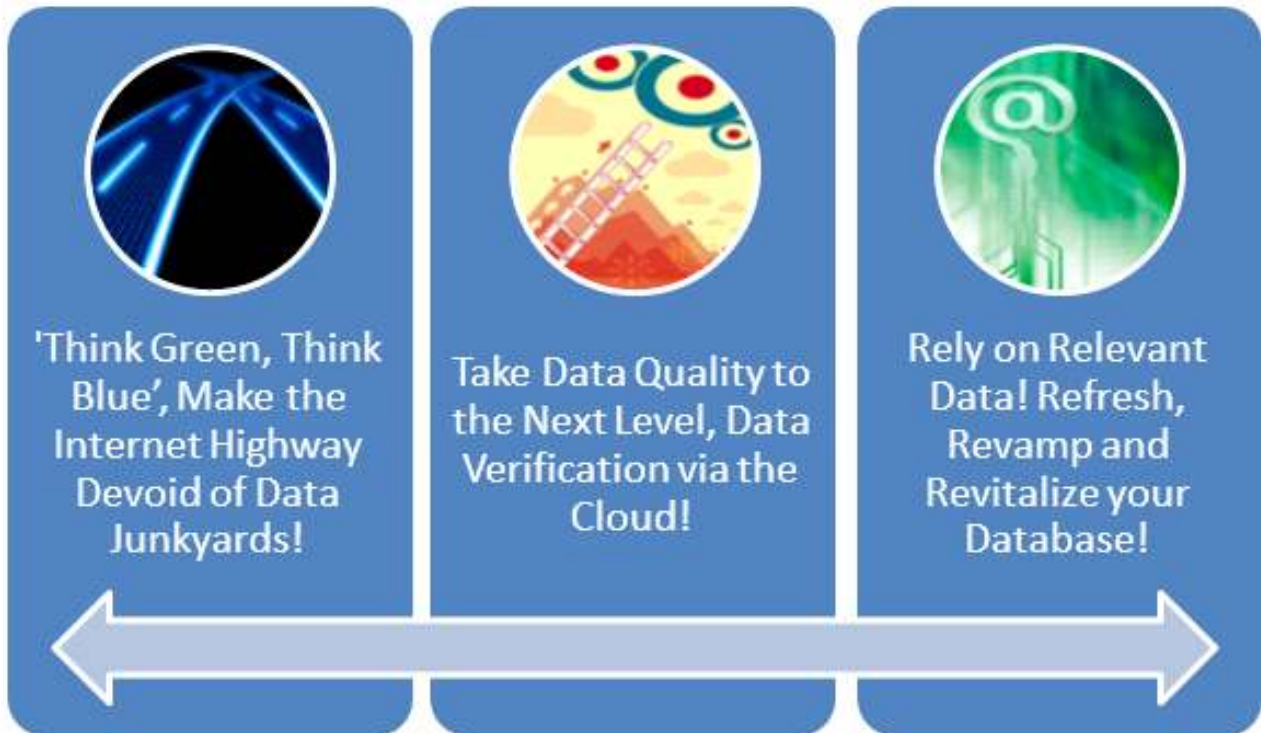 'Think Green, Think
Blue’, Make the
Internet Highway
Devoid of Data
Junkyards!
Take Data Quality to
the Next Level, Data
Verification via the
Cloud!
@
Rely on Relevant
Data! Refresh,
Revamp and
Revitalize your
Database!